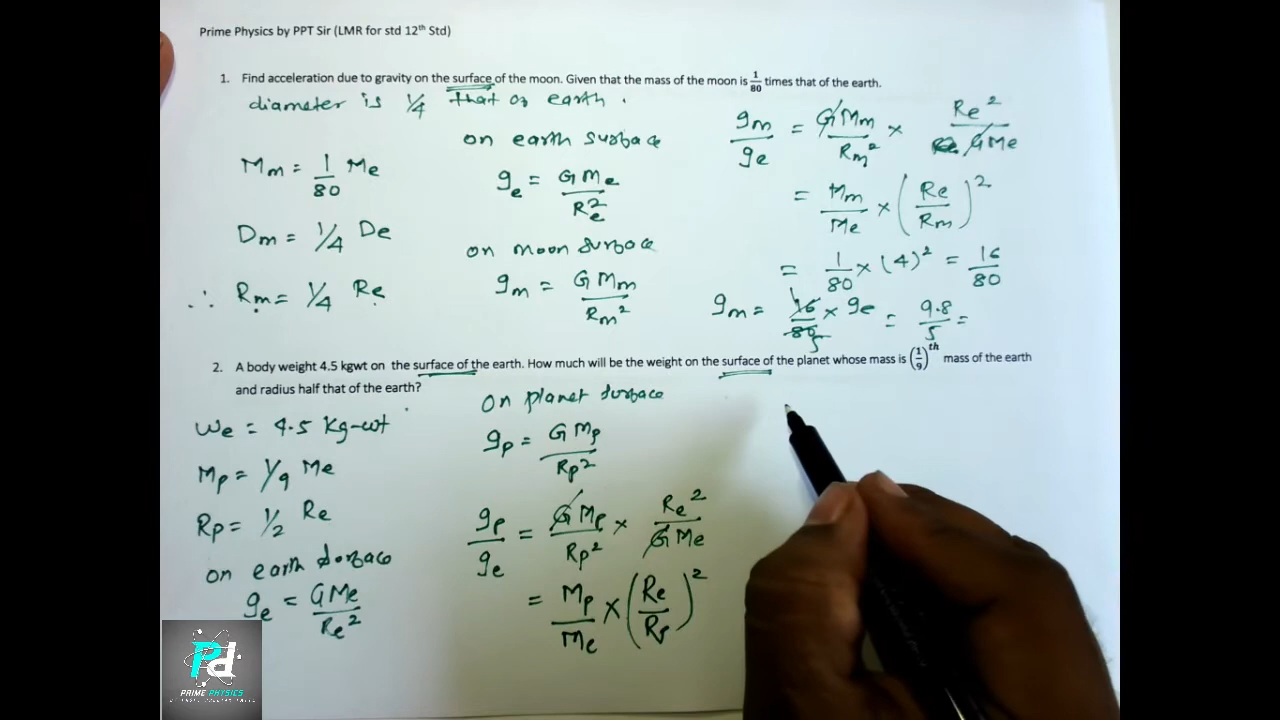 Prime Physics by PPT Sir (LMR for std 12th Std)
1. Find acceleration due to gravity on the surface of the moon. Given that the mass of the moon is 1/80 times that of the earth.
diameter is 1/4 that of earth.
Mm = 1/80 Me
Dm = 1/4 De
∴ Rm = 1/4 Re
on earth surface
ge = GMe/Re²
on moon surface
gm = GMm/Rm²
gm/ge = GMm/Rm² × Re²/GMe
= Mm/Me × (Re/Rm)²
= 1/80 × (4)² = 16/80
gm = 16/80 5 × ge = 9.8/5 =
2. A body weight 4.5 kgwt on the surface of the earth. How much will be the weight on the surface of the planet whose mass is (1/9)th mass of the earth
and radius half that of the earth?
We = 4.5 Kg-wt
Mp = 1/9 Me
Rp = 1/2 Re
on earth surface
ge = GMe/Re²
on planet surface
gp = GMp/Rp²
gp/ge = GMp/Rp² × Re²/GMe
= Mp/Me × (Re/Rp)²
Pd
PRIME PHYSICS